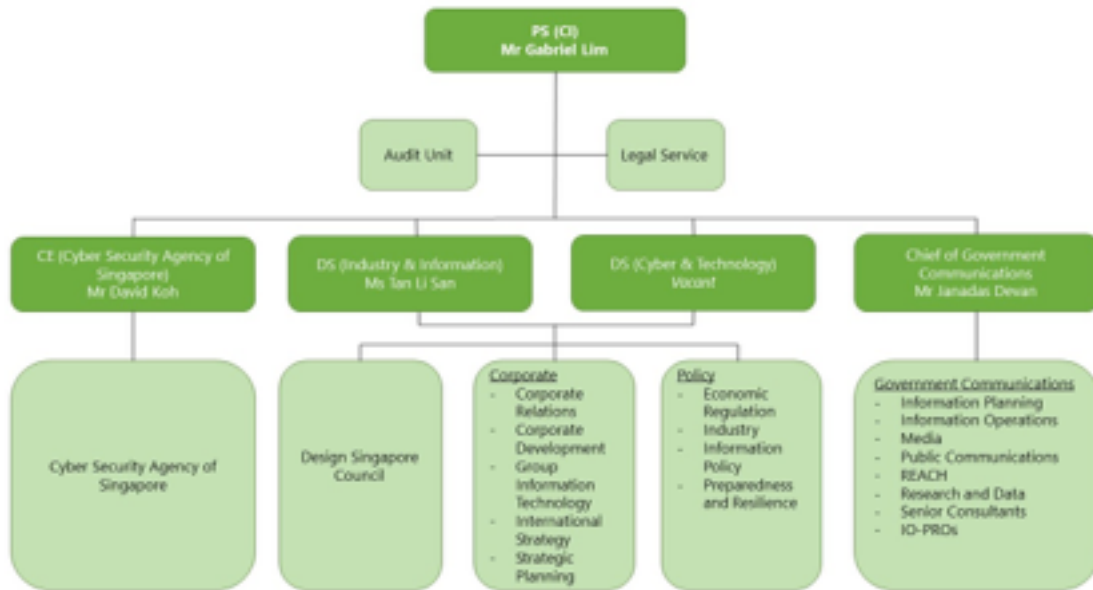 PS (CI)
Mr Gabriel Lim
Audit Unit
Legal Service
CE (Cyber Security Agency of
Singapore)
Mr David Koh
DS (Industry & Information)
Ms Tan Li San
DS (Cyber & Technology)
Vacant
Chief of Government
Communications
Mr Janadas Devan
Cyber Security Agency of
Singapore
Design Singapore
Council
Corporate
- Corporate
Relations
- Corporate
Development
- Group
Information
Technology
- International
Strategy
- Strategic
Planning
Policy
- Economic
Regulation
- Industry
- Information
Policy
- Preparedness
and Resilience
Government Communications
- Information Planning
- Information Operations
- Media
- Public Communications
- REACH
- Research and Data
- Senior Consultants
- IO-PROs